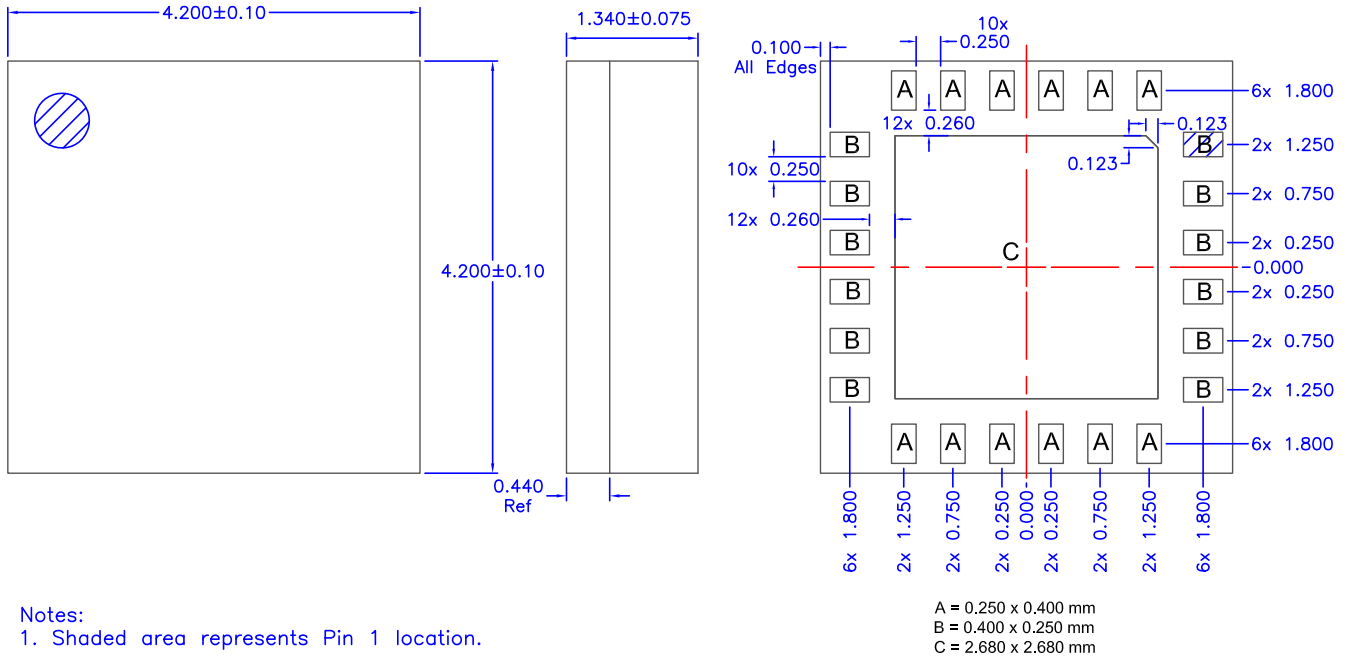 4.200±0.10
1.340±0.075
4.200±0.10
0.440
Ref
10x
0.250
0.100
All Edges
A A A A A A
6x 1.800
12x 0.260
0.123
0.123
B B
2x 1.250
10x 0.250
B B
2x 0.750
12x 0.260
B B
2x 0.250
C
0.000
B B
2x 0.250
B B
2x 0.750
B B
2x 1.250
A A A A A A
6x 1.800
6x 1.800
2x 1.250
2x 0.750
2x 0.250
0.000
2x 0.250
2x 0.750
2x 1.250
6x 1.800
A = 0.250 x 0.400 mm
B = 0.400 x 0.250 mm
C = 2.680 x 2.680 mm
Notes:
1. Shaded area represents Pin 1 location.